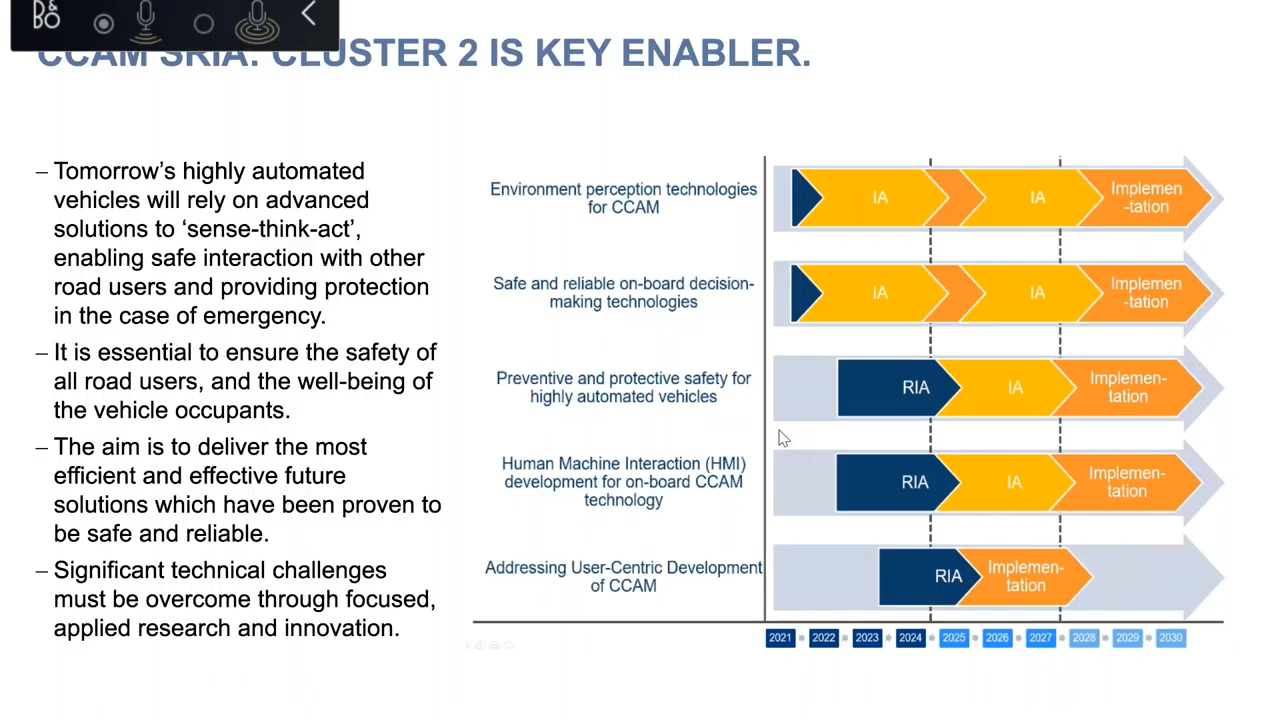 B&O
CCAM SRIA: CLUSTER 2 IS KEY ENABLER.
– Tomorrow’s highly automated
vehicles will rely on advanced
solutions to ‘sense-think-act’,
enabling safe interaction with other
road users and providing protection
in the case of emergency.
– It is essential to ensure the safety of
all road users, and the well-being of
the vehicle occupants.
– The aim is to deliver the most
efficient and effective future
solutions which have been proven to
be safe and reliable.
– Significant technical challenges
must be overcome through focused,
applied research and innovation.
Environment perception technologies
for CCAM
IA
IA
Implemen
-tation
Safe and reliable on-board decision-
making technologies
IA
IA
Implemen
-tation
Preventive and protective safety for
highly automated vehicles
RIA
IA
Implemen-
tation
Human Machine Interaction (HMI)
development for on-board CCAM
technology
RIA
IA
Implemen-
tation
Addressing User-Centric Development
of CCAM
RIA
Implemen-
tation
2021 2022 2023 2024 2025 2026 2027 2028 2029 2030